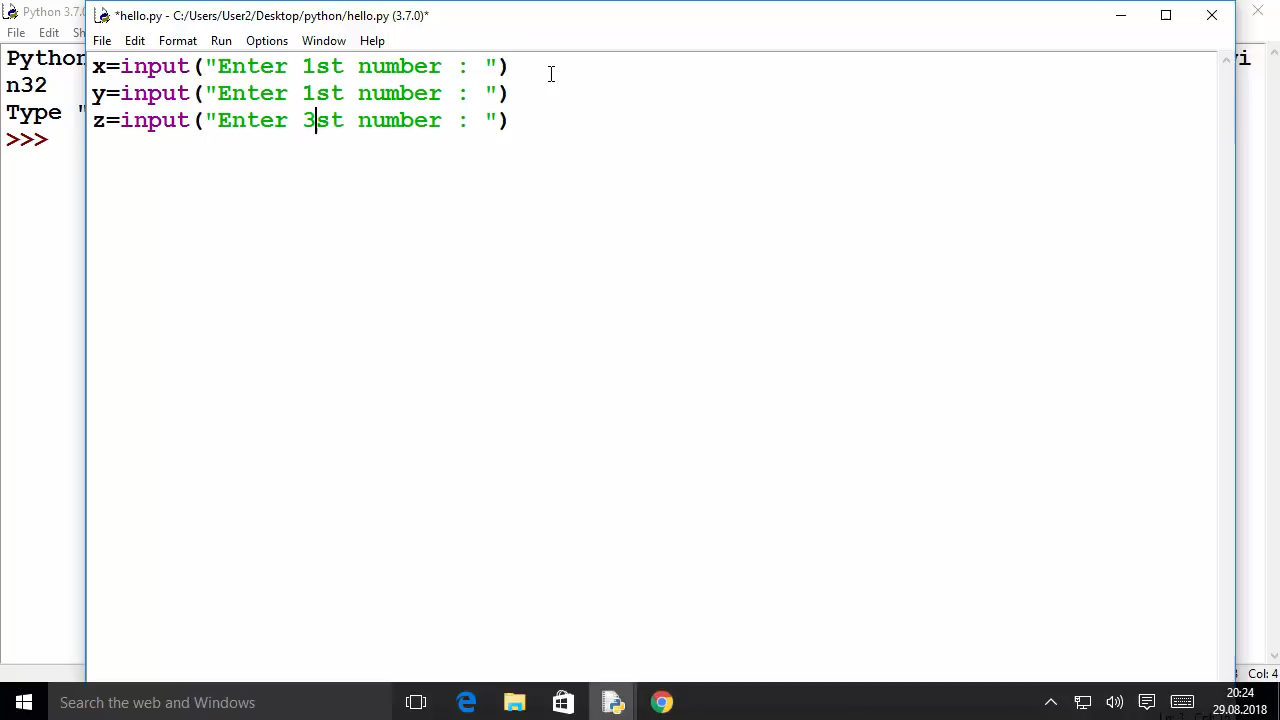 Python 3.7.0
*hello.py - C:/Users/User2/Desktop/python/hello.py (3.7.0)*
File Edit
File Edit Format Run Options Window Help
Python
n32
Type "
>>>
x=input("Enter 1st number : ")
y=input("Enter 1st number : ")
z=input("Enter 3st number : ")
Col: 4
Search the web and Windows
20:24
29.08.2018